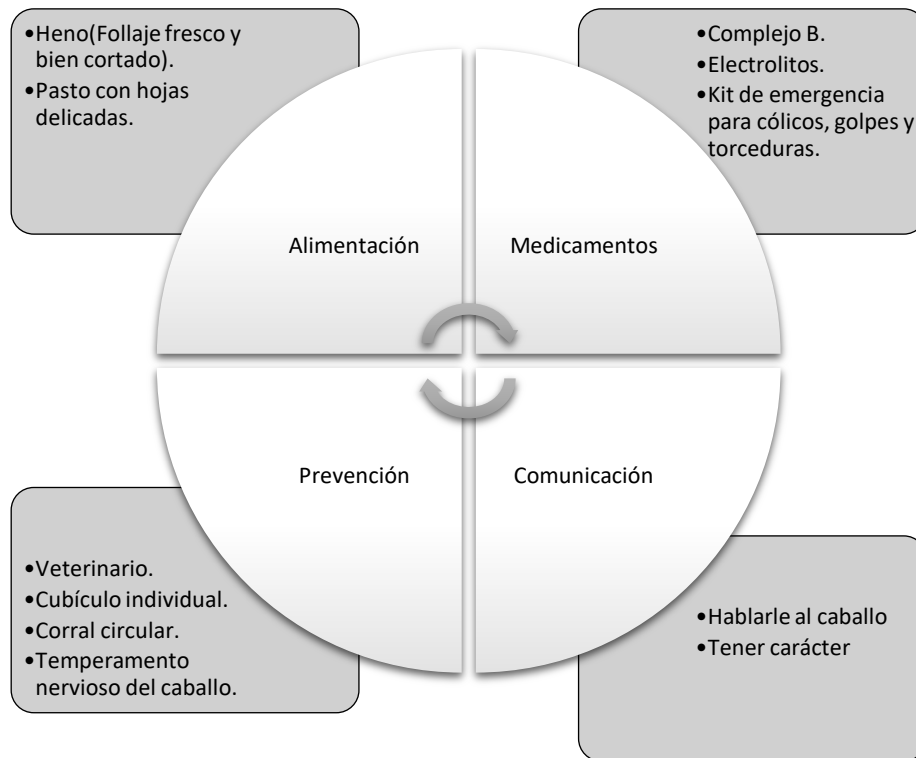 •Heno(Follaje fresco y
bien cortado).
•Pasto con hojas
delicadas.
•Complejo B.
•Electrolitos.
•Kit de emergencia
para cólicos, golpes y
torceduras.
Alimentación
Medicamentos
Prevención
Comunicación
•Veterinario.
•Cubículo individual.
•Corral circular.
•Temperamento
nervioso del caballo.
•Hablarle al caballo
•Tener carácter